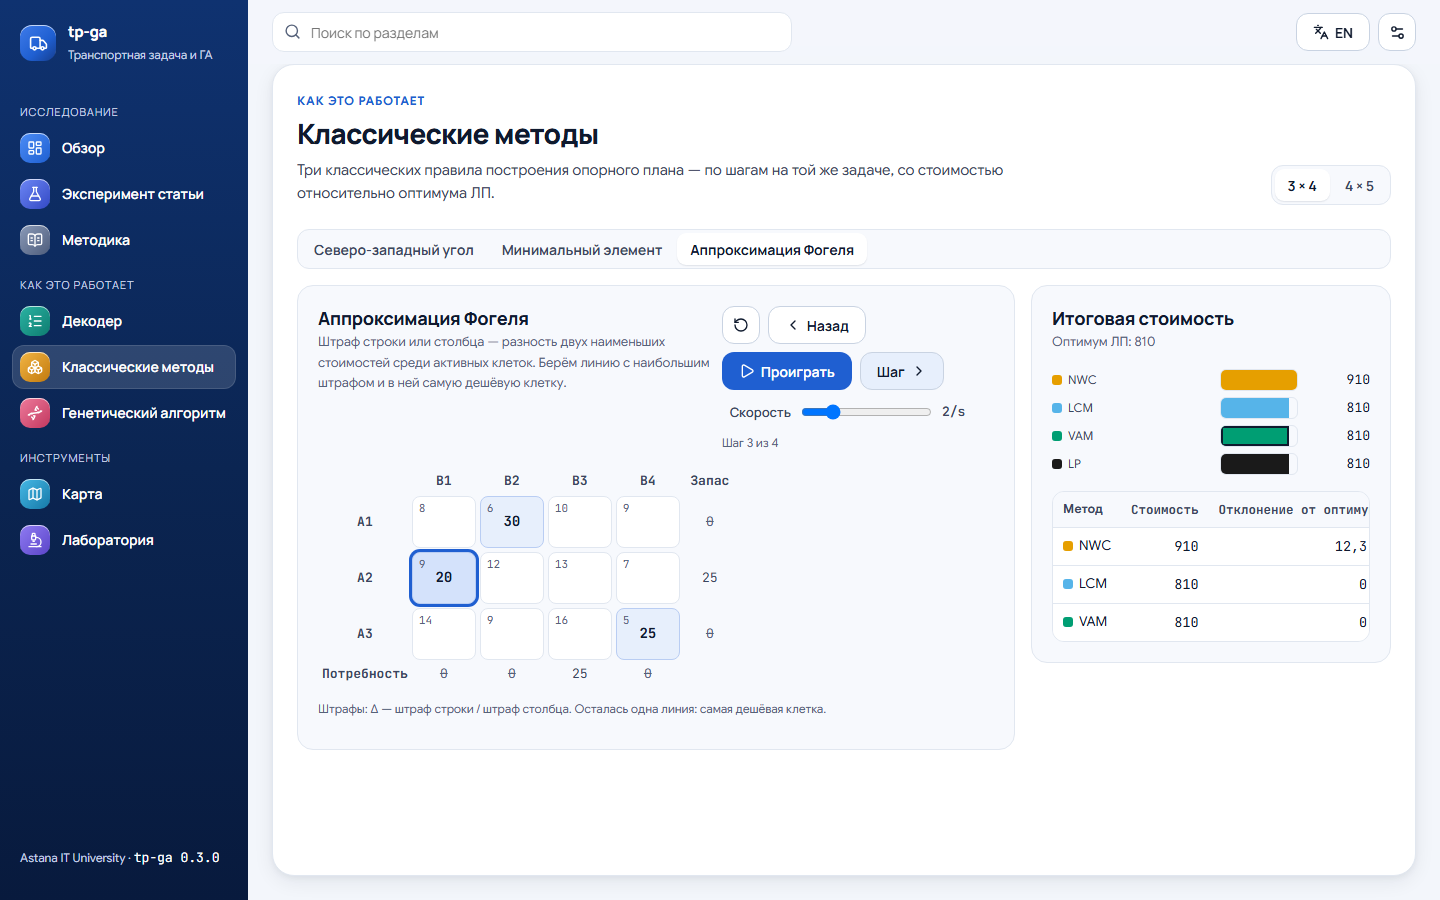 tp-ga
Транспортная задача и ГА
ИССЛЕДОВАНИЕ
Обзор
Эксперимент статьи
Методика
КАК ЭТО РАБОТАЕТ
Декодер
Классические методы
Генетический алгоритм
ИНСТРУМЕНТЫ
Карта
Лаборатория
Astana IT University · tp-ga 0.3.0
Поиск по разделам
EN
КАК ЭТО РАБОТАЕТ
Классические методы
Три классических правила построения опорного плана — по шагам на той же задаче, со стоимостью
относительно оптимума ЛП.
3 × 4 4 × 5
Северо-западный угол Минимальный элемент Аппроксимация Фогеля
Аппроксимация Фогеля
Штраф строки или столбца — разность двух наименьших
стоимостей среди активных клеток. Берём линию с наибольшим
штрафом и в ней самую дешёвую клетку.
Назад
Проиграть Шаг
Скорость 2/s
Шаг 3 из 4
B1 B2 B3 B4 Запас
A1 8 6 30 10 9 0
A2 9 20 12 13 7 25
A3 14 9 16 5 25 0
Потребность 0 0 25 0
Штрафы: Δ — штраф строки / штраф столбца. Осталась одна линия: самая дешёвая клетка.
Итоговая стоимость
Оптимум ЛП: 810
NWC 910
LCM 810
VAM 810
LP 810
Метод Стоимость Отклонение от оптиму
NWC 910 12,3
LCM 810 0
VAM 810 0